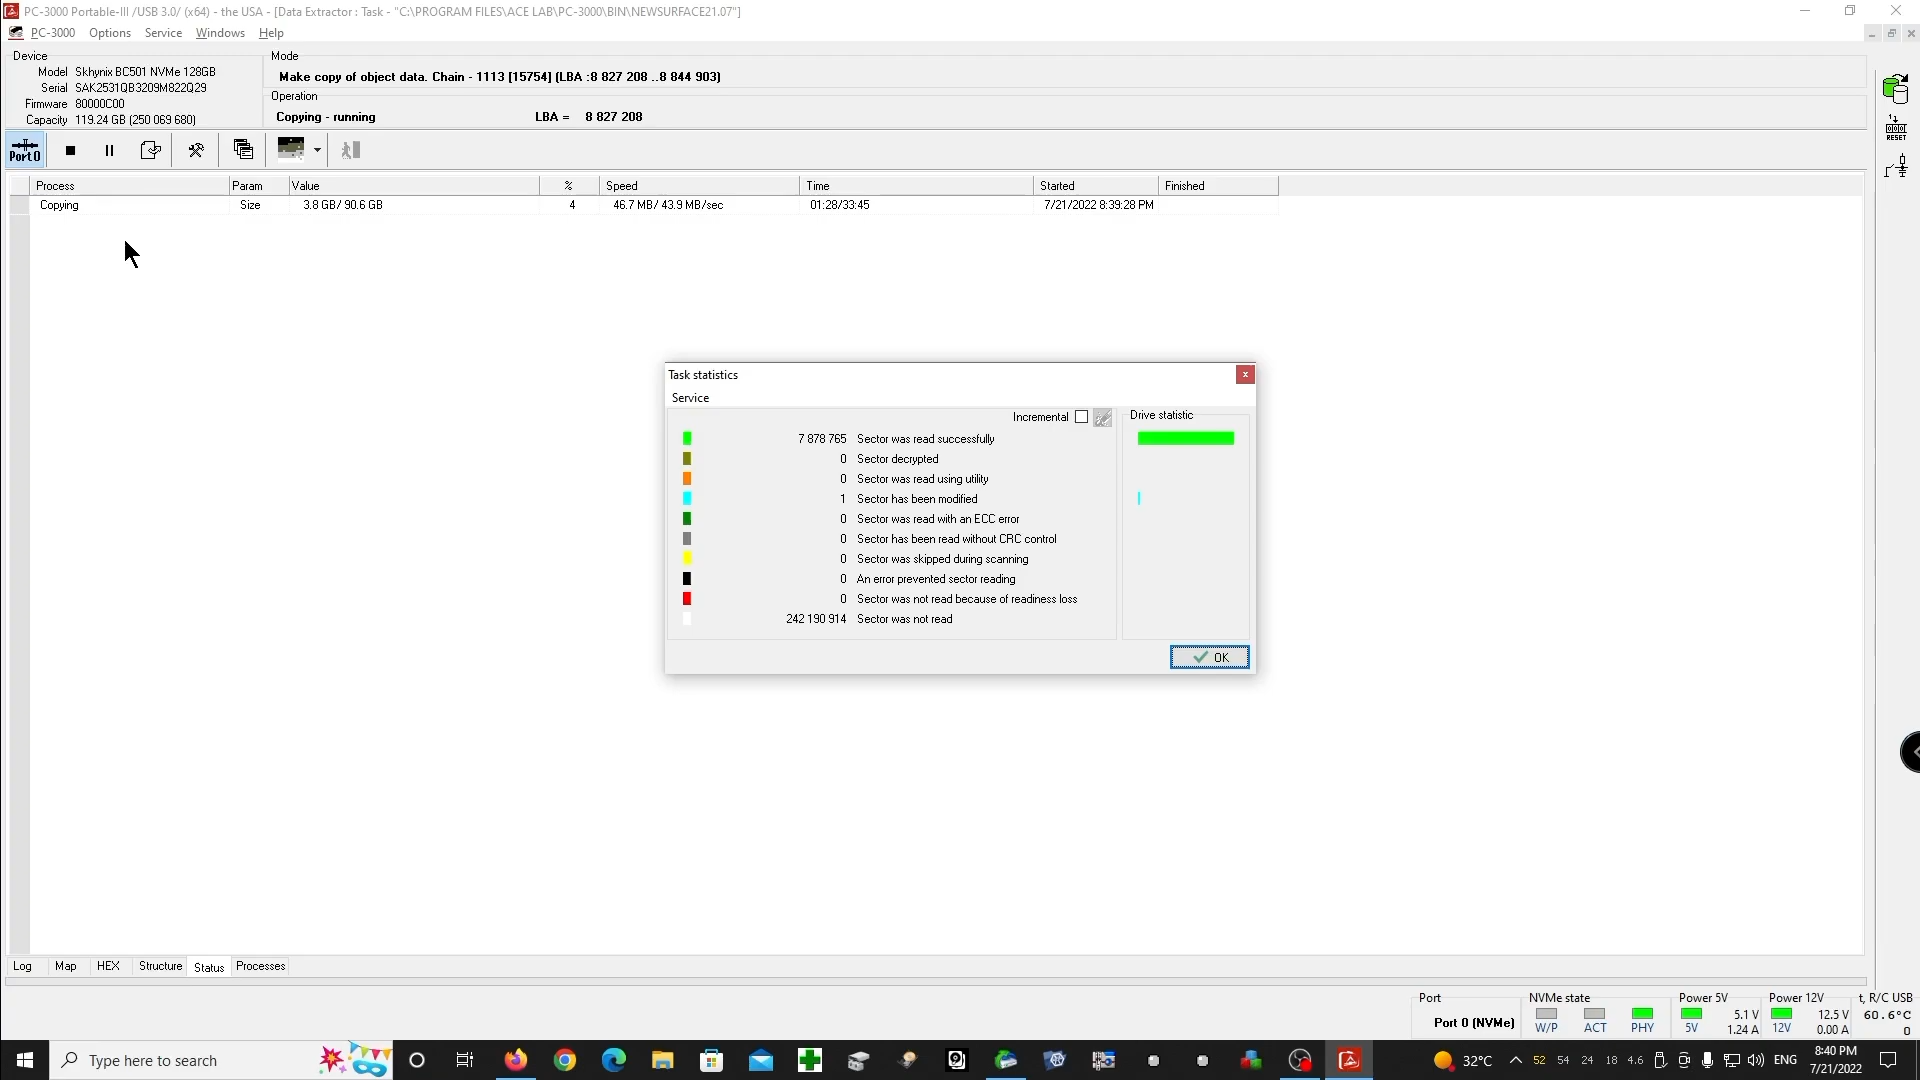 PC-3000 Portable-III /USB 3.0/ (x64) - the USA - [Data Extractor : Task - "C:\PROGRAM FILES\ACE LAB\PC-3000\BIN\NEWSURFACE21.07"]
PC-3000 Options Service Windows Help
Device
Model Skhynix BC501 NVMe 128GB
Serial SAK2531QB3209M822Q29
Firmware 80000C00
Capacity 119.24 GB (250 069 680)
Mode
Make copy of object data. Chain - 1113 [15754] (LBA :8 827 208 ..8 844 903)
Operation
Copying - running LBA = 8 827 208
Port0
RESET
Process Param Value % Speed Time Started Finished
Copying Size 3.8 GB/ 90.6 GB 4 46.7 MB/ 43.9 MB/sec 01:28/33:45 7/21/2022 8:39:28 PM
Task statistics
Service
Incremental
Drive statistic
7 878 765 Sector was read successfully
0 Sector decrypted
0 Sector was read using utility
1 Sector has been modified
0 Sector was read with an ECC error
0 Sector has been read without CRC control
0 Sector was skipped during scanning
0 An error prevented sector reading
0 Sector was not read because of readiness loss
242 190 914 Sector was not read
OK
Log Map HEX Structure Status Processes
Port
Port 0 (NVMe)
NVMe state
W/P ACT PHY
Power 5V
5V 5.1 V
1.24 A
Power 12V
12V 12.5 V
0.00 A
t, R/C USB
60.6°C
0
Type here to search
32°C 52 54 24 18 4.6 ENG
8:40 PM
7/21/2022